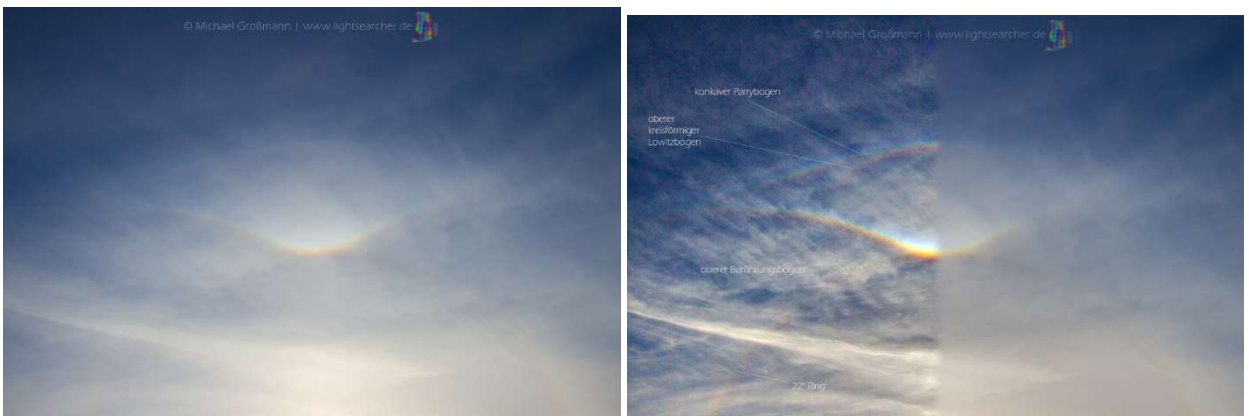 © Michael Großmann | www.lightsearcher.de
© Michael Großmann | www.lightsearcher.de
konkaver Parrybogen
oberer
kreisförmiger
Lowitzbogen
oberer Berührungsbogen
22° Ring